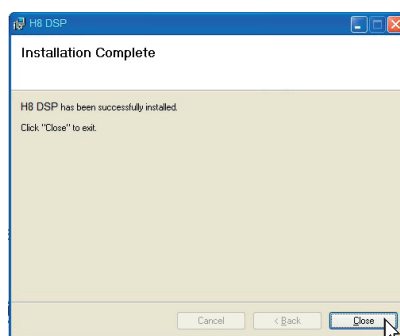 H8 DSP
Installation Complete
H8 DSP has been successfully installed.
Click "Close" to exit.
Cancel < Back Close